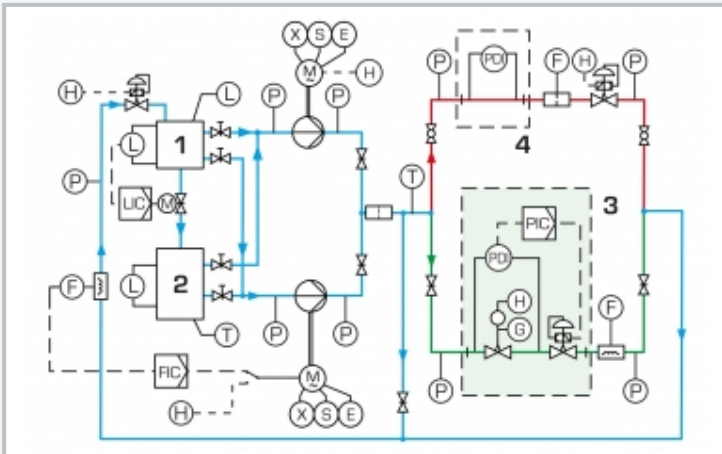 X S E
M H
H
P
L
P P
L 1
LIC M
F L 2
T
P P
FIC
M
H
X S E
T
P PDI F H P
4
3
PIC
PDI
H
G
F
P P